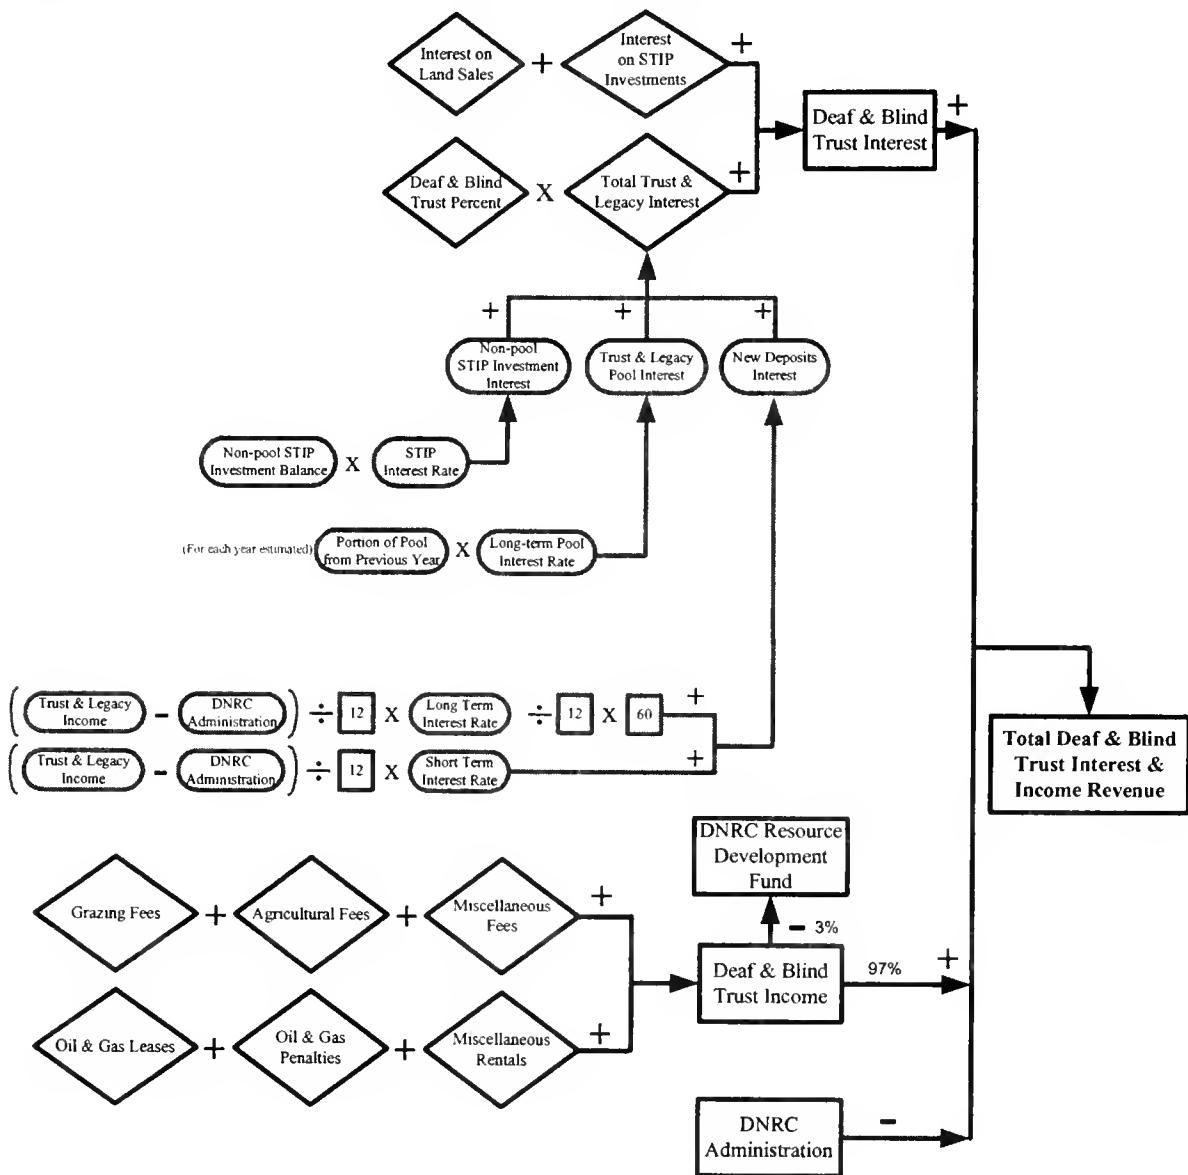 Interest on
Land Sales
+
Interest
on STIP
Investments
+
Deaf & Blind
Trust Interest
+
Deaf & Blind
Trust Percent
X
Total Trust &
Legacy Interest
+
+
+
+
Non-pool
STIP Investment
Interest
Trust & Legacy
Pool Interest
New Deposits
Interest
Non-pool STIP
Investment Balance
X
STIP
Interest Rate
(For each year estimated)
Portion of Pool
from Previous Year
X
Long-term Pool
Interest Rate
(
Trust & Legacy
Income
-
DNRC
Administration
)
÷
12
X
Long Term
Interest Rate
÷
12
X
60
+
(
Trust & Legacy
Income
-
DNRC
Administration
)
÷
12
X
Short Term
Interest Rate
+
Total Deaf & Blind
Trust Interest &
Income Revenue
DNRC Resource
Development
Fund
- 3%
Grazing Fees
+
Agricultural Fees
+
Miscellaneous
Fees
+
Deaf & Blind
Trust Income
97%
+
Oil & Gas Leases
+
Oil & Gas
Penalties
+
Miscellaneous
Rentals
+
DNRC
Administration
-